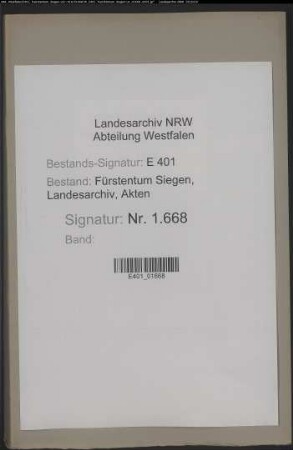 Landesarchiv NRW
Abteilung Westfalen
Bestands-Signatur: E 401
Bestand: Fürstentum Siegen,
Landesarchiv, Akten
Signatur: Nr. 1.668
Band:
E401_01668